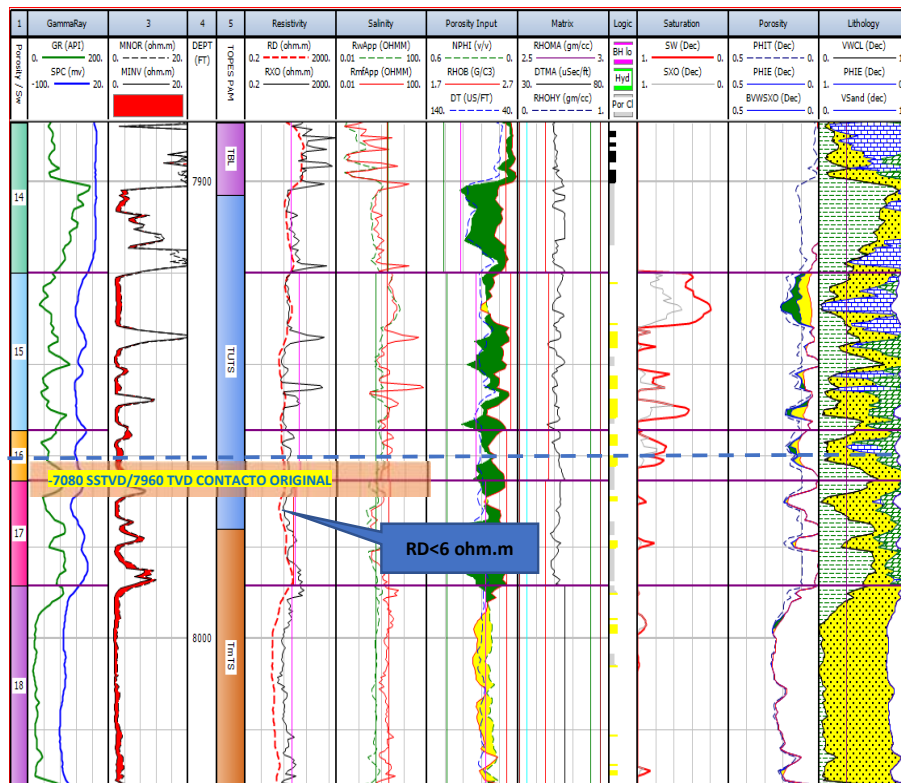 1
GammaRay
3
4
5
Resistivity
Salinity
Porosity Input
Matrix
Logic
Saturation
Porosity
Lithology
Porosity / Sw
GR (API)
0. 200.
SPC (mv)
-100. 20.
MNOR (ohm.m)
0. 20.
MINV (ohm.m)
0. 20.
DEPT
(FT)
TOPES PAM
RD (ohm.m)
0.2 2000.
RXO (ohm.m)
0.2 2000.
RwApp (OHMM)
0.01 100.
RmfApp (OHMM)
0.01 100.
NPHI (v/v)
0.6 0.
RHOB (G/C3)
1.7 2.7
DT (US/FT)
140. 40.
RHOMA (gm/cc)
2.5 3.
DTMA (uSec/ft)
30. 80.
RHOHY (gm/cc)
0. 1.
BH lo
Hyd
Por Cl
SW (Dec)
1. 0.
SXO (Dec)
1. 0.
PHIT (Dec)
0.5 0.
PHIE (Dec)
0.5 0.
BVWSXO (Dec)
0.5 0.
VWCL (Dec)
0. 1.
PHIE (Dec)
1. 0.
VSand (dec)
0. 1.
TBL
7900
14
TUTS
15
16
-7080 SSTVD/7960 TVD CONTACTO ORIGINAL
17
RD<6 ohm.m
8000
TmTS
18